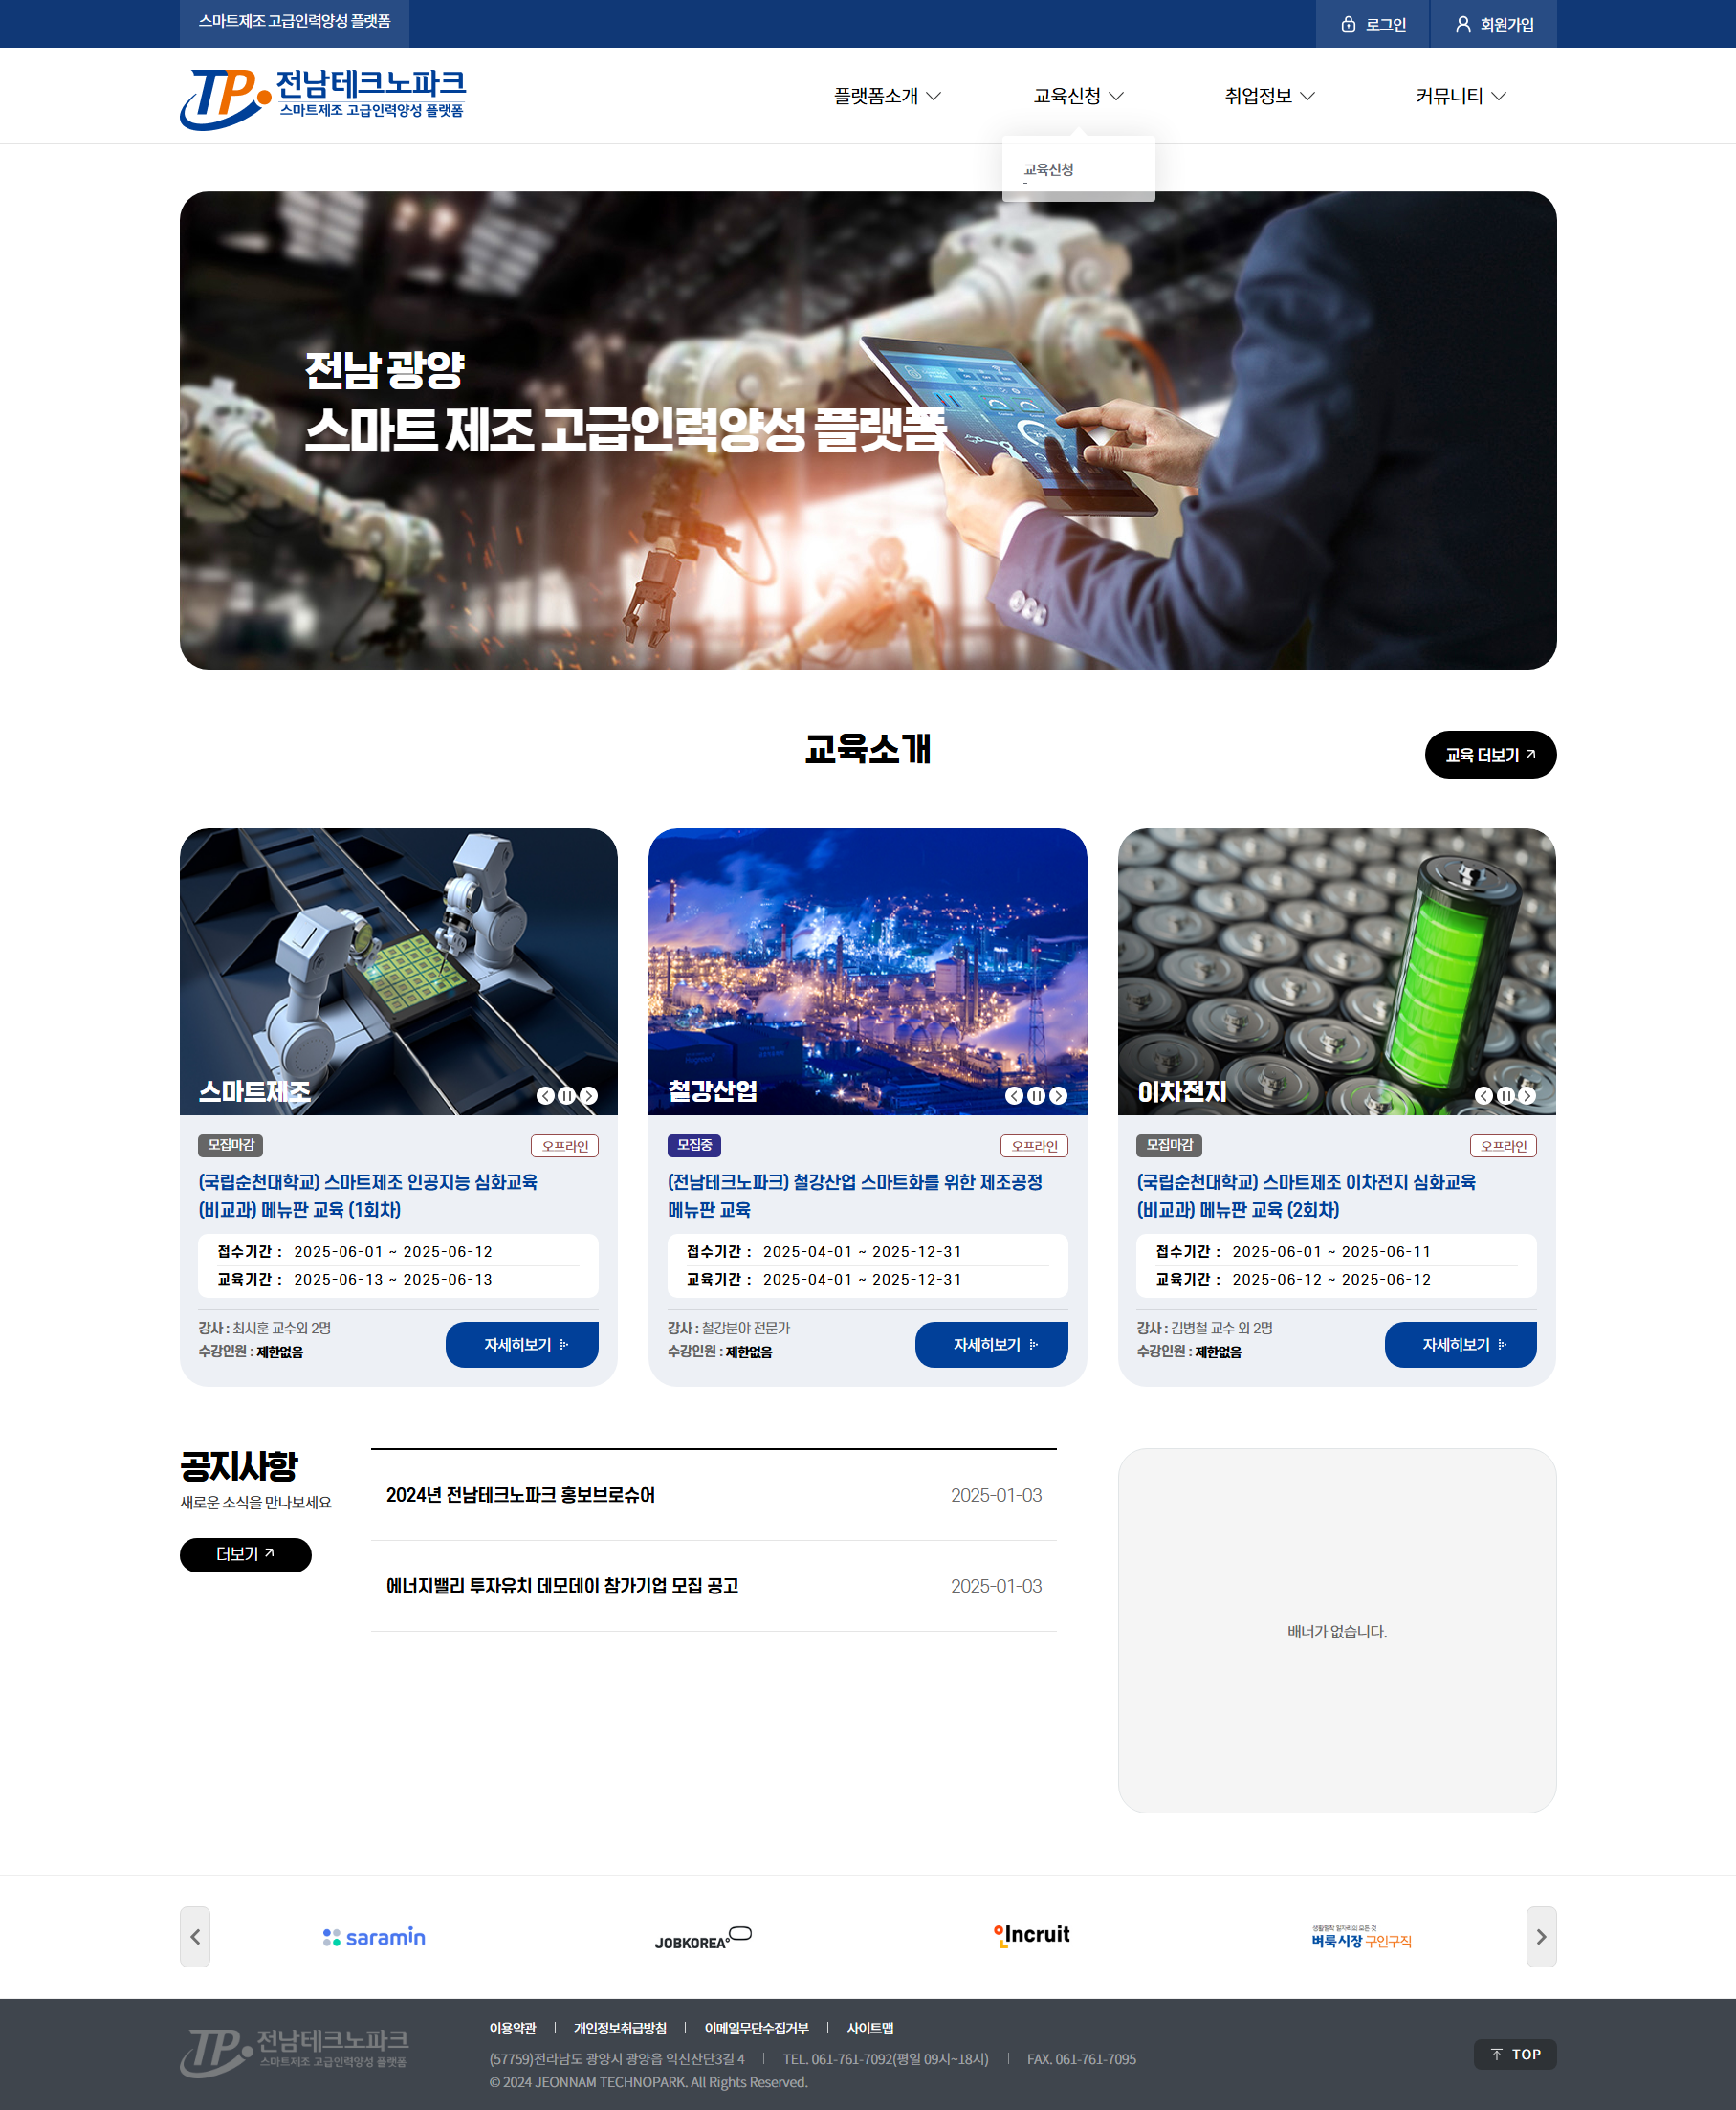 스마트제조 고급인력양성 플랫폼
로그인
회원가입
TP 전남테크노파크
스마트제조 고급인력양성 플랫폼
플랫폼소개
교육신청
취업정보
커뮤니티
교육신청
전남 광양
스마트 제조 고급인력양성 플랫폼
교육소개
교육 더보기
스마트제조
모집마감
오프라인
(국립순천대학교) 스마트제조 인공지능 심화교육
(비교과) 메뉴판 교육 (1회차)
접수기간 : 2025-06-01 ~ 2025-06-12
교육기간 : 2025-06-13 ~ 2025-06-13
강사 : 최시훈 교수외 2명
수강인원 : 제한없음
자세히보기
철강산업
모집중
오프라인
(전남테크노파크) 철강산업 스마트화를 위한 제조공정
메뉴판 교육
접수기간 : 2025-04-01 ~ 2025-12-31
교육기간 : 2025-04-01 ~ 2025-12-31
강사 : 철강분야 전문가
수강인원 : 제한없음
자세히보기
이차전지
모집마감
오프라인
(국립순천대학교) 스마트제조 이차전지 심화교육
(비교과) 메뉴판 교육 (2회차)
접수기간 : 2025-06-01 ~ 2025-06-11
교육기간 : 2025-06-12 ~ 2025-06-12
강사 : 김병철 교수 외 2명
수강인원 : 제한없음
자세히보기
공지사항
새로운 소식을 만나보세요
더보기
2024년 전남테크노파크 홍보브로슈어 2025-01-03
에너지밸리 투자유치 데모데이 참가기업 모집 공고 2025-01-03
배너가 없습니다.
saramin
JOBKOREA
Incruit
생활밀착 일자리의 모든 것
벼룩시장 구인구직
TP 전남테크노파크
스마트제조 고급인력양성 플랫폼
이용약관 개인정보취급방침 이메일무단수집거부 사이트맵
(57759)전라남도 광양시 광양읍 익신산단3길 4 TEL. 061-761-7092(평일 09시~18시) FAX. 061-761-7095
© 2024 JEONNAM TECHNOPARK. All Rights Reserved.
TOP